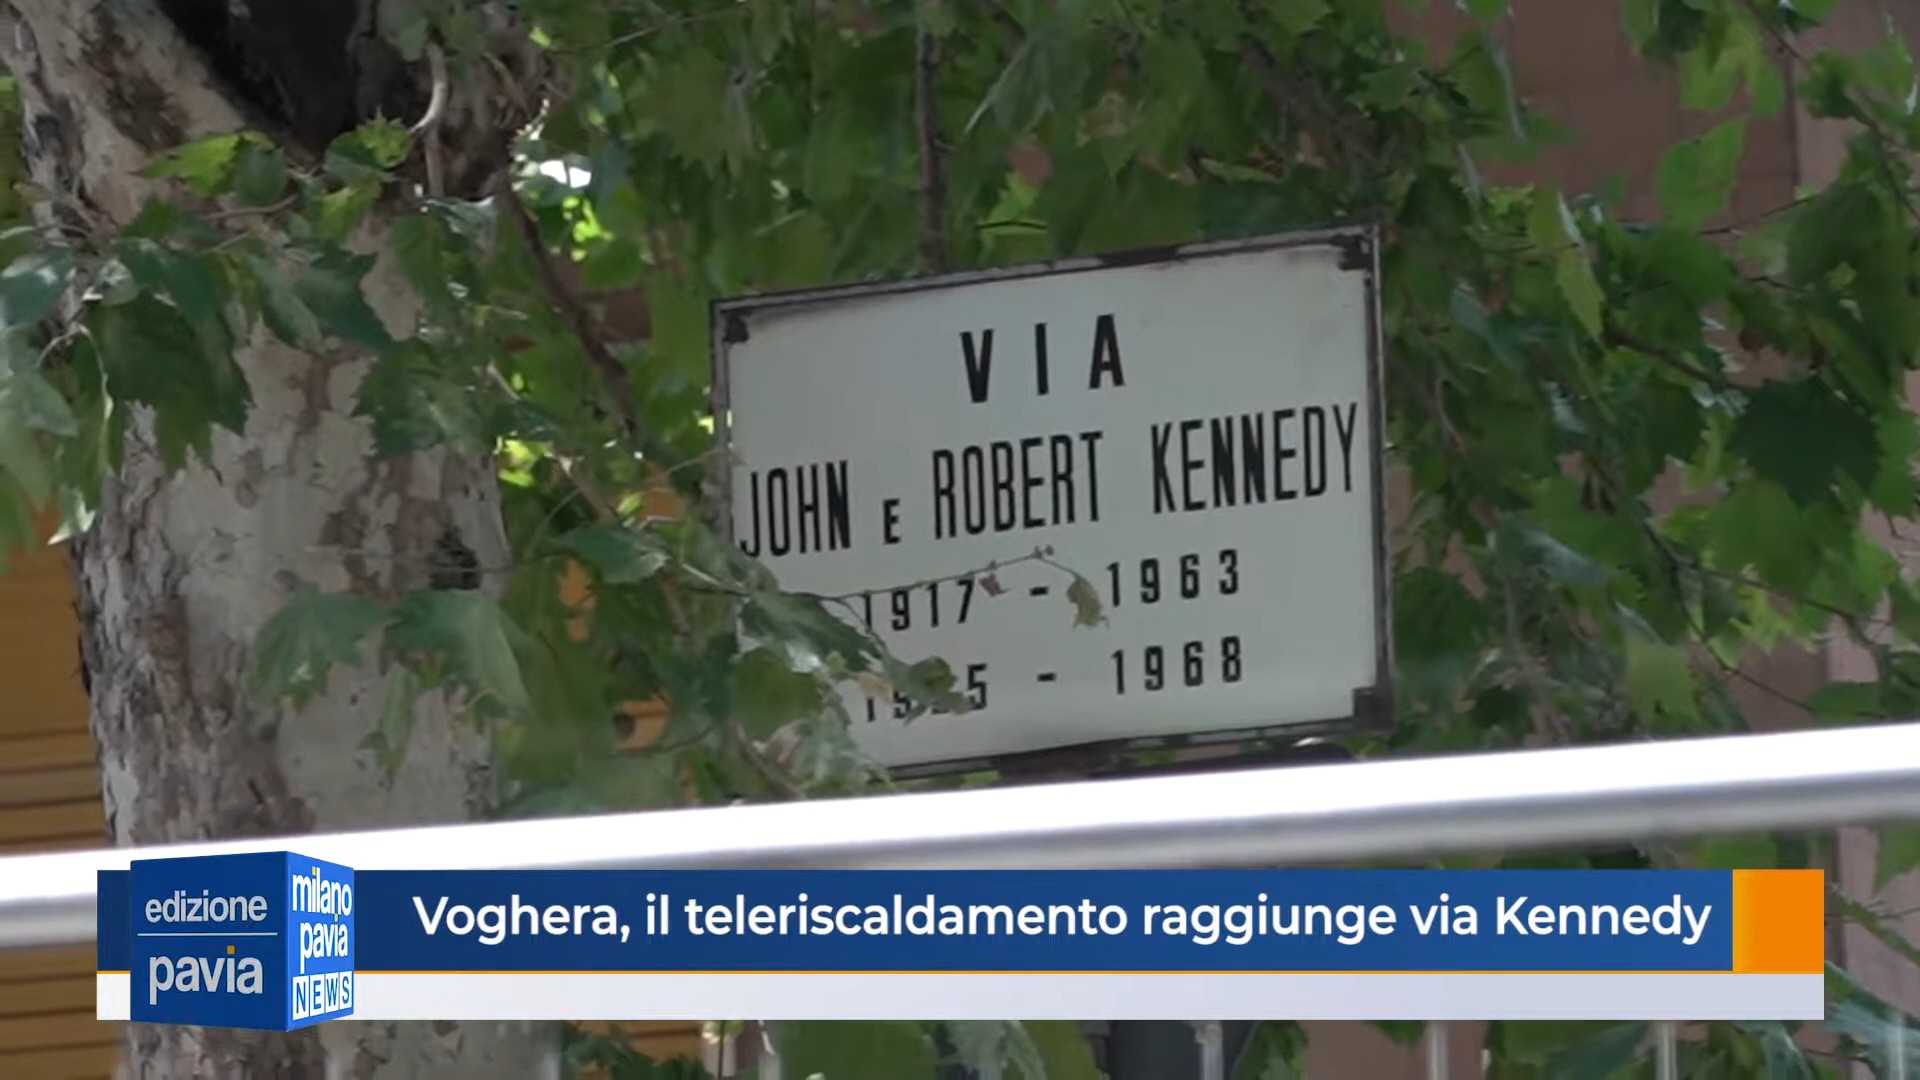 VIA
JOHN E ROBERT KENNEDY
1917 - 1963
- 1968
edizione
pavia
milano
pavia
NEWS
Voghera, il teleriscaldamento raggiunge via Kennedy